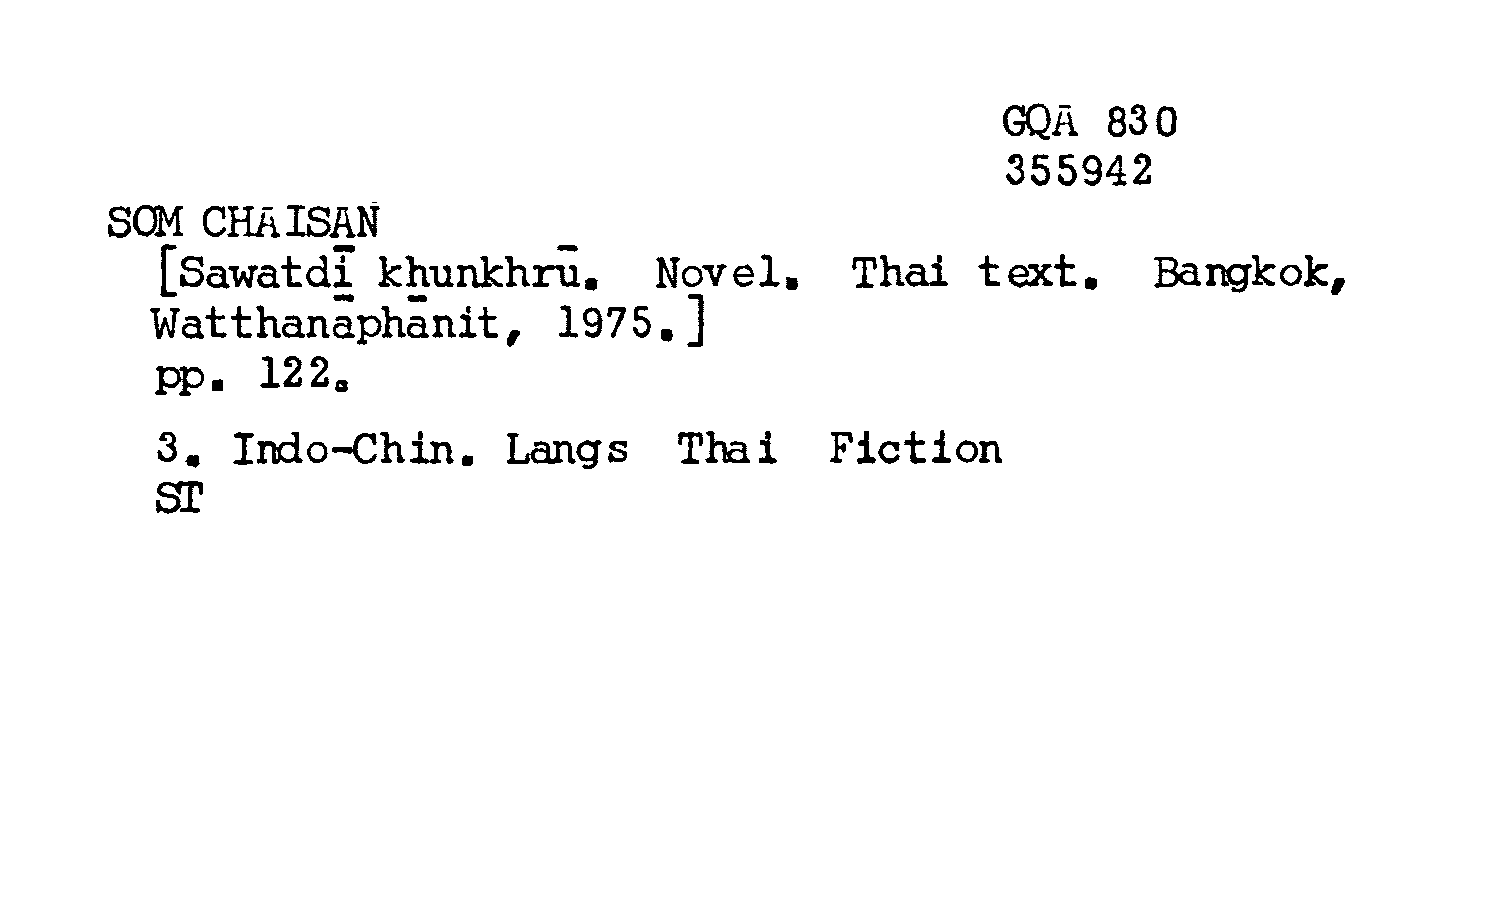 GQA 830
355942
SOM CHAISAN
[Sawatdī khunkhrū. Novel. Thai text. Bangkok,
Watthanāphānit, 1975.]
pp. 122.
3. Indo-Chin. Langs Thai Fiction
ST